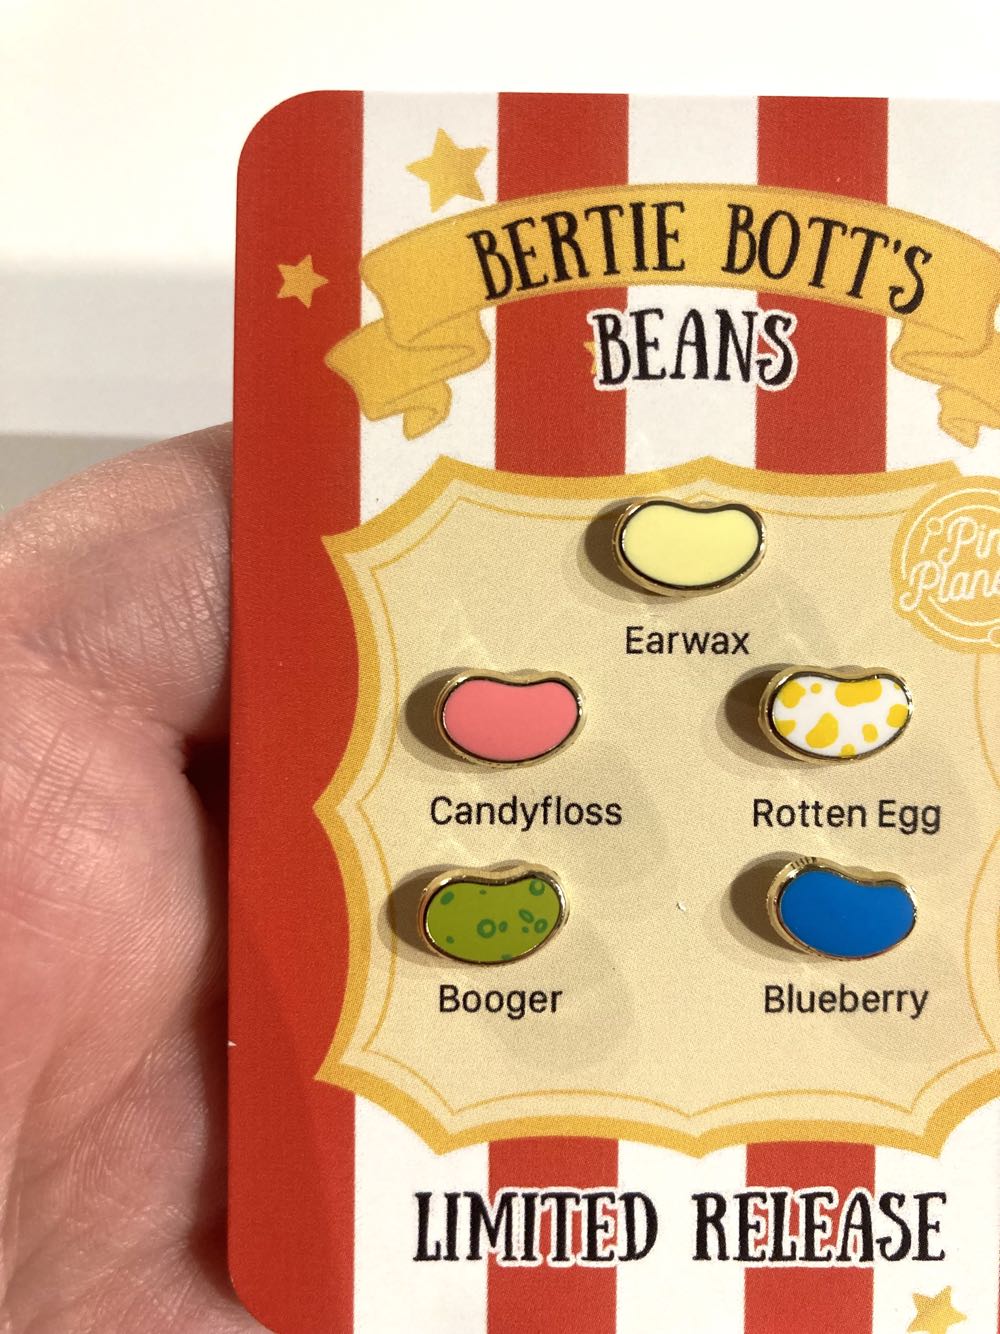 BERTIE BOTT'S
BEANS
Earwax
Candyfloss
Rotten Egg
Booger
Blueberry
LIMITED RELEASE